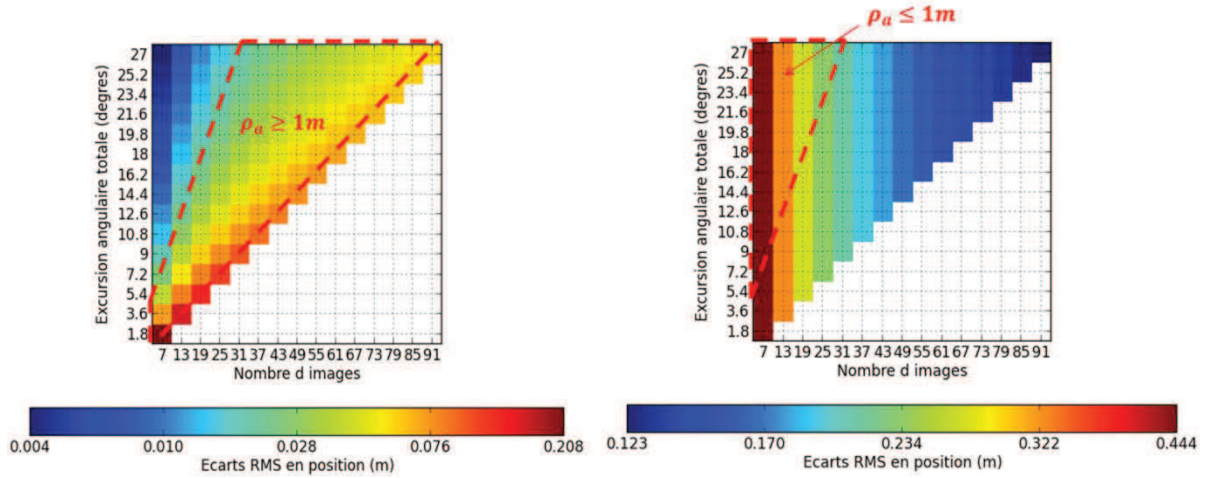 Excursion angulaire totale (degres)
27
25.2
23.4
21.6
19.8
18
16.2
14.4
12.6
10.8
9
7.2
5.4
3.6
1.8
ρa ≥ 1m
7 13 19 25 31 37 43 49 55 61 67 73 79 85 91
Nombre d images
0.004 0.010 0.028 0.076 0.208
Ecarts RMS en position (m)
ρa ≤ 1m
Excursion angulaire totale (degres)
27
25.2
23.4
21.6
19.8
18
16.2
14.4
12.6
10.8
9
7.2
5.4
3.6
1.8
7 13 19 25 31 37 43 49 55 61 67 73 79 85 91
Nombre d images
0.123 0.170 0.234 0.322 0.444
Ecarts RMS en position (m)